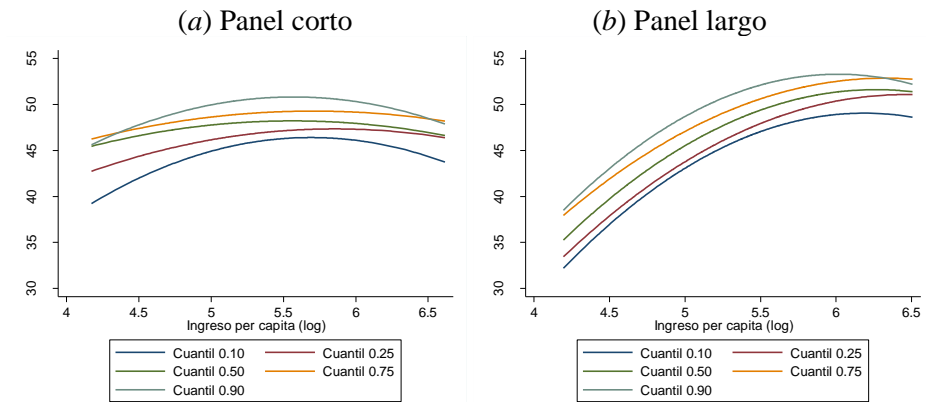 (a) Panel corto
55
50
45
40
35
30
4
4.5
5
5.5
6
6.5
Ingreso per capita (log)
Cuantil 0.10
Cuantil 0.25
Cuantil 0.50
Cuantil 0.75
Cuantil 0.90
(b) Panel largo
55
50
45
40
35
30
4
4.5
5
5.5
6
6.5
Ingreso per capita (log)
Cuantil 0.10
Cuantil 0.25
Cuantil 0.50
Cuantil 0.75
Cuantil 0.90